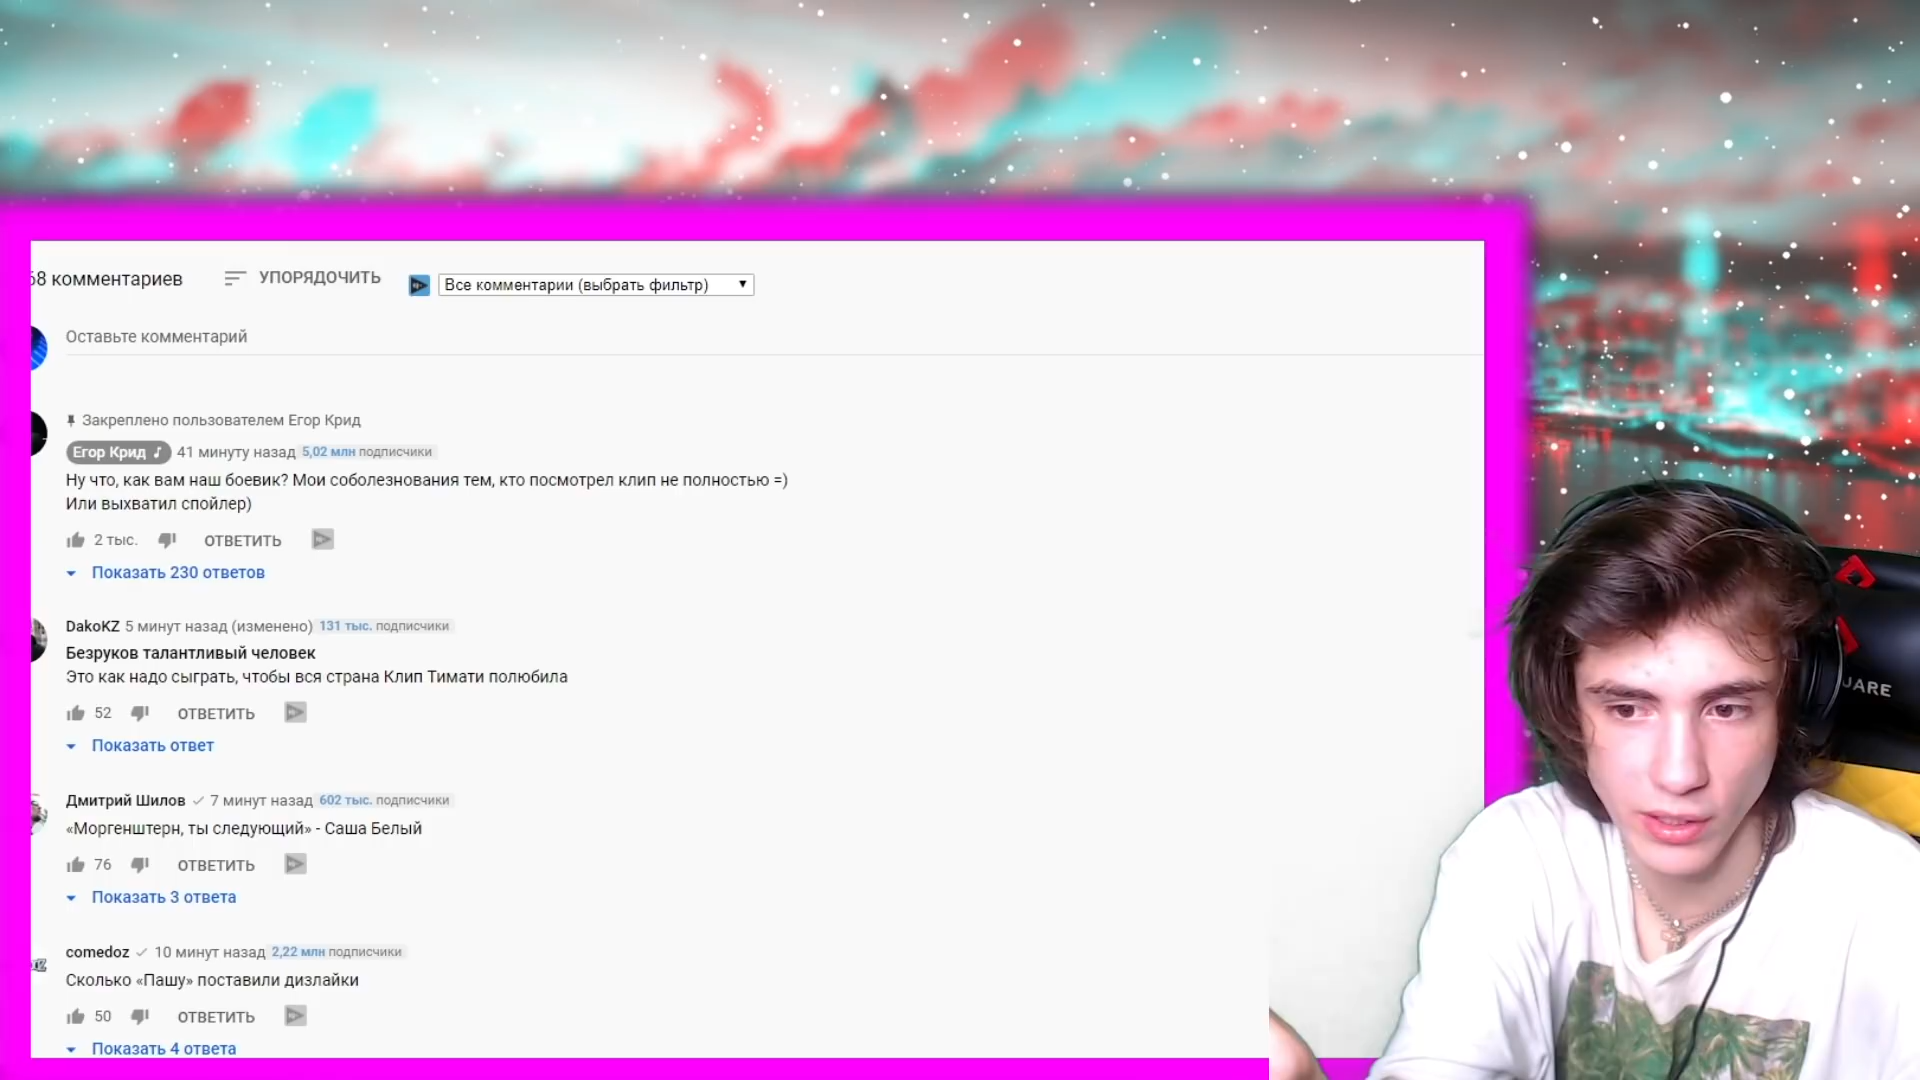 68 комментариев
УПОРЯДОЧИТЬ
Все комментарии (выбрать фильтр)
Оставьте комментарий
Закреплено пользователем Егор Крид
Егор Крид 41 минуту назад 5,02 млн подписчики
Ну что, как вам наш боевик? Мои соболезнования тем, кто посмотрел клип не полностью =)
Или выхватил спойлер)
2 тыс. ОТВЕТИТЬ
Показать 230 ответов
DakoKZ 5 минут назад (изменено) 131 тыс. подписчики
Безруков талантливый человек
Это как надо сыграть, чтобы вся страна Клип Тимати полюбила
52 ОТВЕТИТЬ
Показать ответ
Дмитрий Шилов 7 минут назад 602 тыс. подписчики
«Моргенштерн, ты следующий» - Саша Белый
76 ОТВЕТИТЬ
Показать 3 ответа
comedoz 10 минут назад 2,22 млн подписчики
Сколько «Пашу» поставили дизлайки
50 ОТВЕТИТЬ
Показать 4 ответа